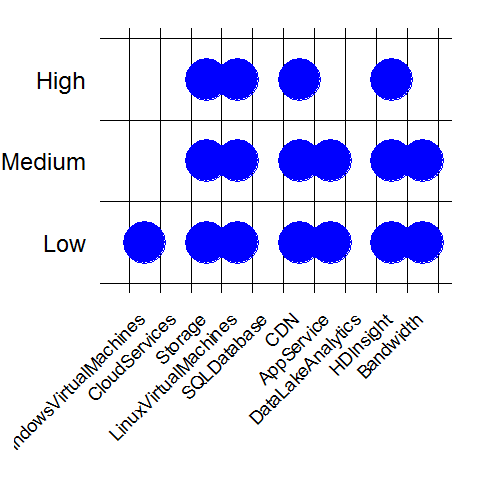 High
Medium
Low
ndowsVirtualMachines
CloudServices
Storage
LinuxVirtualMachines
SQLDatabase
CDN
AppService
DataLakeAnalytics
HDInsight
Bandwidth